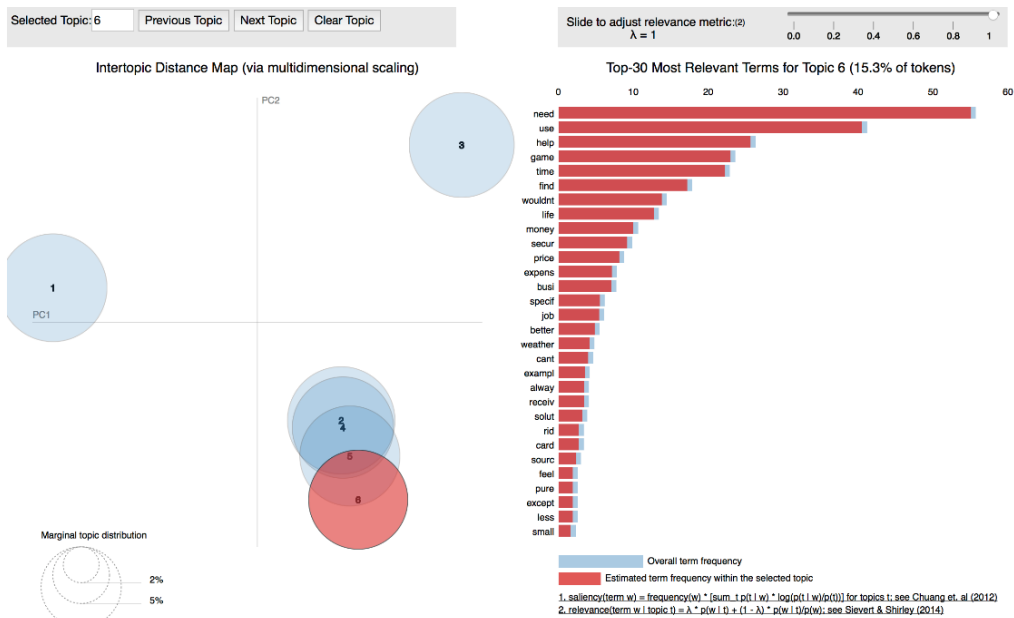 Selected Topic: 6 Previous Topic Next Topic Clear Topic
Slide to adjust relevance metric:(2)
λ = 1
0.0 0.2 0.4 0.6 0.8 1
Intertopic Distance Map (via multidimensional scaling)
PC2
3
1
PC1
2
4
5
6
Marginal topic distribution
2%
5%
Top-30 Most Relevant Terms for Topic 6 (15.3% of tokens)
0 10 20 30 40 50 60
need
use
help
game
time
find
wouldnt
life
money
secur
price
expens
busi
specif
job
better
weather
cant
exampl
alway
receiv
solut
rid
card
sourc
feel
pure
except
less
small
Overall term frequency
Estimated term frequency within the selected topic
1. saliency(term w) = frequency(w) * [sum_t p(t | w) * log(p(t | w)/p(t))] for topics t; see Chuang et. al (2012)
2. relevance(term w | topic t) = λ * p(w | t) + (1 - λ) * p(w | t)/p(w); see Sievert & Shirley (2014)